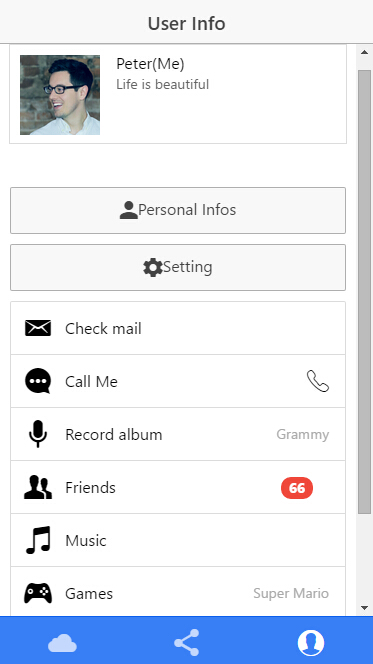 User Info
Peter(Me)
Life is beautiful
Personal Infos
Setting
Check mail
Call Me
Record album Grammy
Friends 66
Music
Games Super Mario